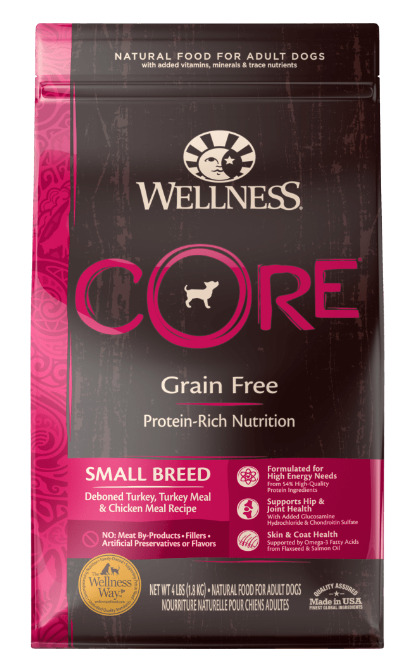 NATURAL FOOD FOR ADULT DOGS
with added vitamins, minerals & trace nutrients
WELLNESS®
CORE®
Grain Free
Protein-Rich Nutrition
SMALL BREED
Deboned Turkey, Turkey Meal
& Chicken Meal Recipe
NO: Meat By-Products • Fillers •
Artificial Preservatives or Flavors
Formulated for
High Energy Needs
From 54% High-Quality
Protein Ingredients
Supports Hip &
Joint Health
With Added Glucosamine
Hydrochloride & Chondroitin Sulfate
Skin & Coat Health
Supported by Omega-3 Fatty Acids
from Flaxseed & Salmon Oil
The
Wellness
Way
NET WT 4 LBS (1.8 KG) • NATURAL FOOD FOR ADULT DOGS
NOURRITURE NATURELLE POUR CHIENS ADULTES
QUALITY ASSURED
Made in USA
FINEST GLOBAL INGREDIENTS